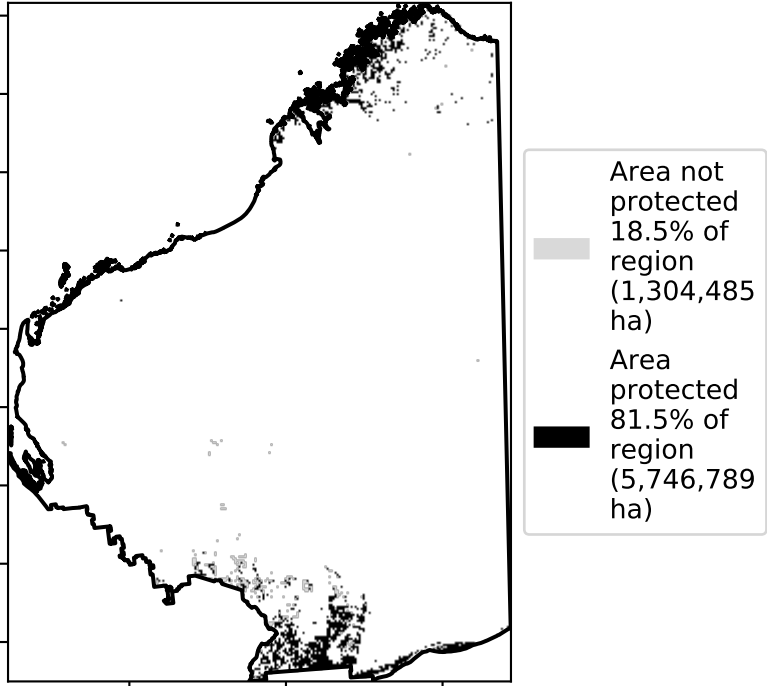 Area not
protected
18.5% of
region
(1,304,485
ha)
Area
protected
81.5% of
region
(5,746,789
ha)